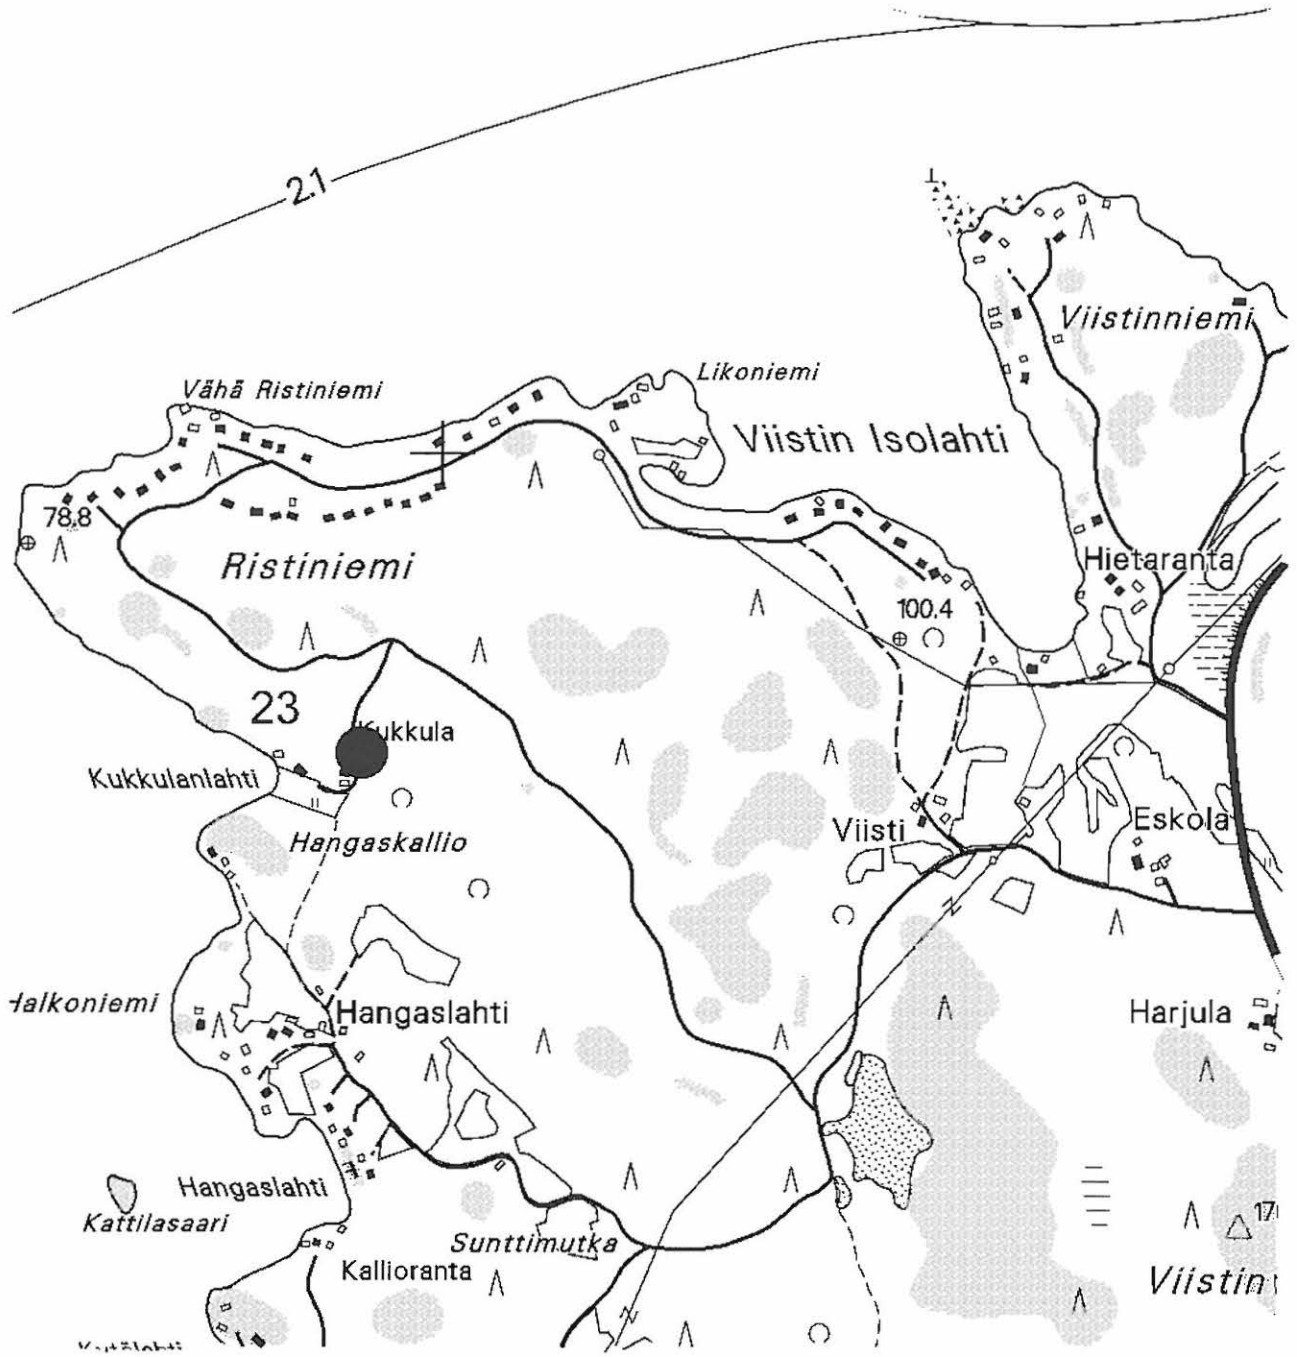 2.1
Viistinniemi
Likoniemi
Vähä Ristiniemi
Viistin Isolahti
78.8
Hietaranta
Ristiniemi
100.4
23
Kukkula
Kukkulanlahti
Eskola
Viisti
Hangaskallio
Halkoniemi
Hangaslahti
Harjula
Hangaslahti
Kattilasaari
Sunttimutka
Kallioranta
Viistin